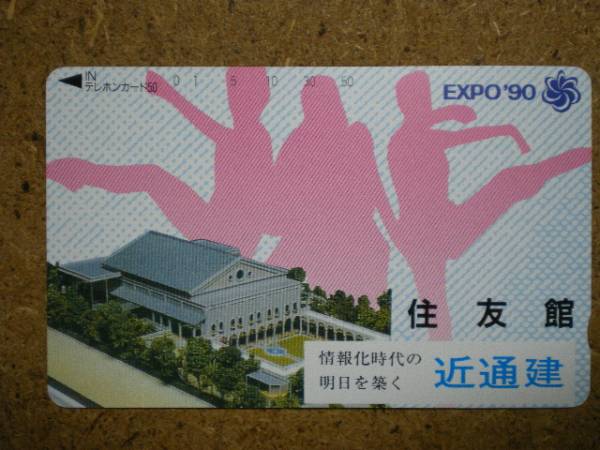 IN
テレホンカード50
0 1 5 10 30 50
EXPO'90
住友館
情報化時代の
明日を築く
近通建